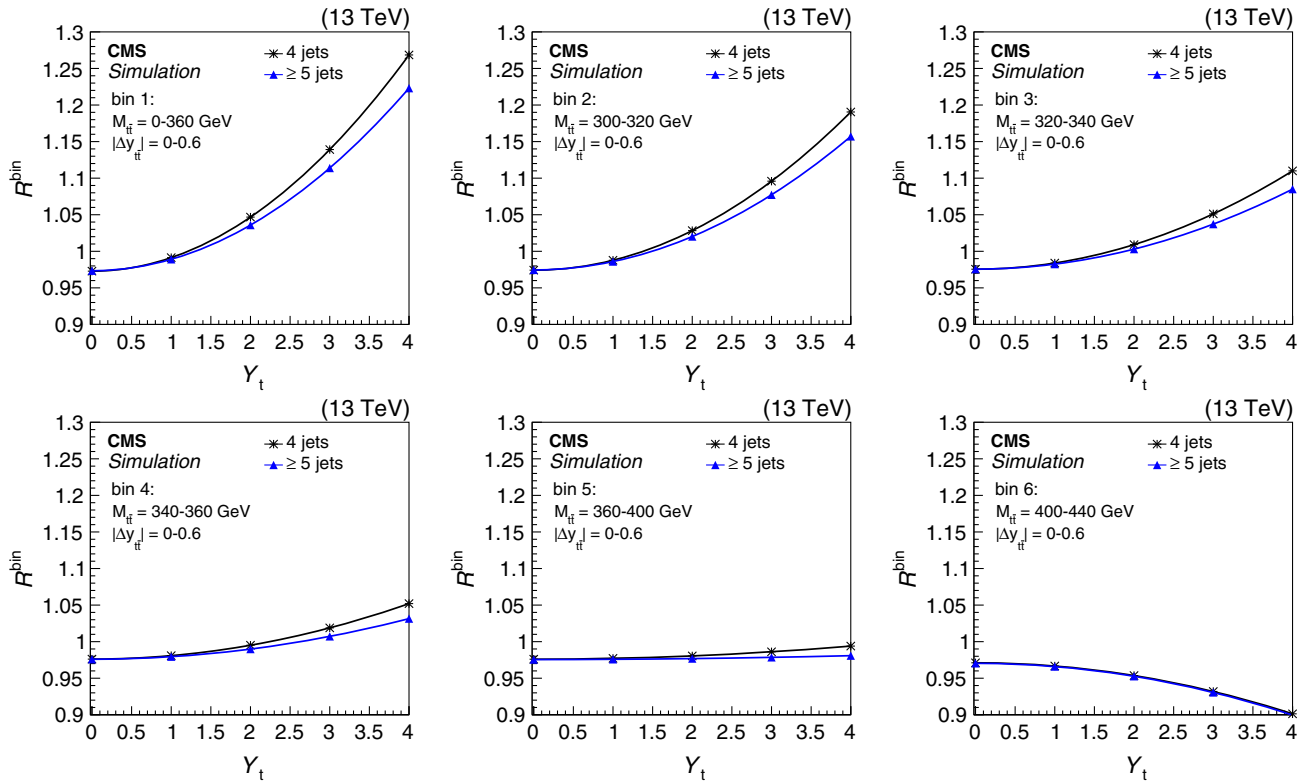 (13 TeV)
1.3
1.25
1.2
1.15
1.1
1.05
1
0.95
0.9
R^bin
CMS
Simulation
4 jets
≥ 5 jets
bin 1:
M_tt̄ = 0-360 GeV
|Δy_tt̄| = 0-0.6
0 0.5 1 1.5 2 2.5 3 3.5 4
Y_t
(13 TeV)
1.3
1.25
1.2
1.15
1.1
1.05
1
0.95
0.9
R^bin
CMS
Simulation
4 jets
≥ 5 jets
bin 2:
M_tt̄ = 300-320 GeV
|Δy_tt̄| = 0-0.6
0 0.5 1 1.5 2 2.5 3 3.5 4
Y_t
(13 TeV)
1.3
1.25
1.2
1.15
1.1
1.05
1
0.95
0.9
R^bin
CMS
Simulation
4 jets
≥ 5 jets
bin 3:
M_tt̄ = 320-340 GeV
|Δy_tt̄| = 0-0.6
0 0.5 1 1.5 2 2.5 3 3.5 4
Y_t
(13 TeV)
1.3
1.25
1.2
1.15
1.1
1.05
1
0.95
0.9
R^bin
CMS
Simulation
4 jets
≥ 5 jets
bin 4:
M_tt̄ = 340-360 GeV
|Δy_tt̄| = 0-0.6
0 0.5 1 1.5 2 2.5 3 3.5 4
Y_t
(13 TeV)
1.3
1.25
1.2
1.15
1.1
1.05
1
0.95
0.9
R^bin
CMS
Simulation
4 jets
≥ 5 jets
bin 5:
M_tt̄ = 360-400 GeV
|Δy_tt̄| = 0-0.6
0 0.5 1 1.5 2 2.5 3 3.5 4
Y_t
(13 TeV)
1.3
1.25
1.2
1.15
1.1
1.05
1
0.95
0.9
R^bin
CMS
Simulation
4 jets
≥ 5 jets
bin 6:
M_tt̄ = 400-440 GeV
|Δy_tt̄| = 0-0.6
0 0.5 1 1.5 2 2.5 3 3.5 4
Y_t